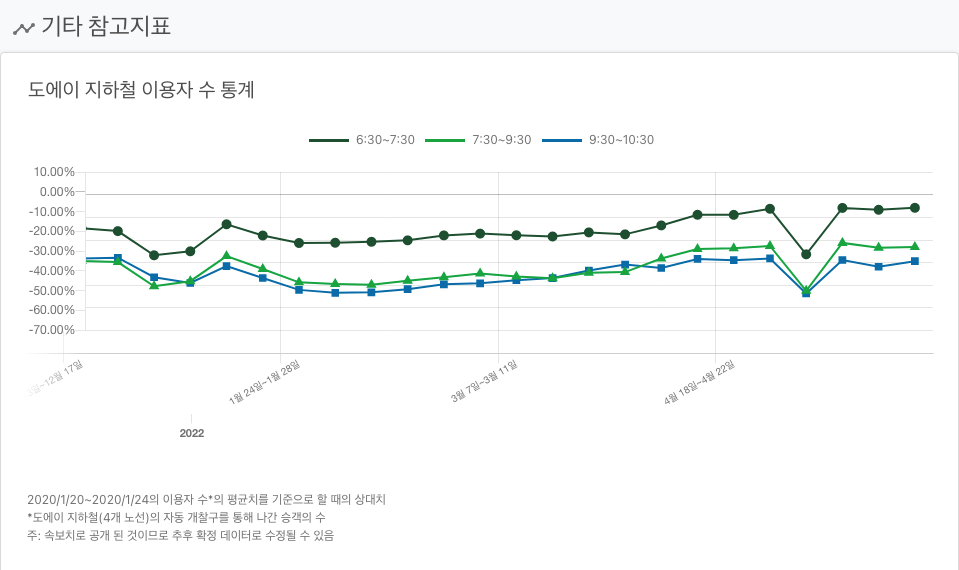 기타 참고지표
도에이 지하철 이용자 수 통계
6:30~7:30 7:30~9:30 9:30~10:30
10.00%
0.00%
-10.00%
-20.00%
-30.00%
-40.00%
-50.00%
-60.00%
-70.00%
일~12월 17일 1월 24일~1월 28일 3월 7일~3월 11일 4월 18일~4월 22일
2022
2020/1/20~2020/1/24의 이용자 수*의 평균치를 기준으로 할 때의 상대치
*도에이 지하철(4개 노선)의 자동 개찰구를 통해 나간 승객의 수
주: 속보치로 공개 된 것이므로 추후 확정 데이터로 수정될 수 있음